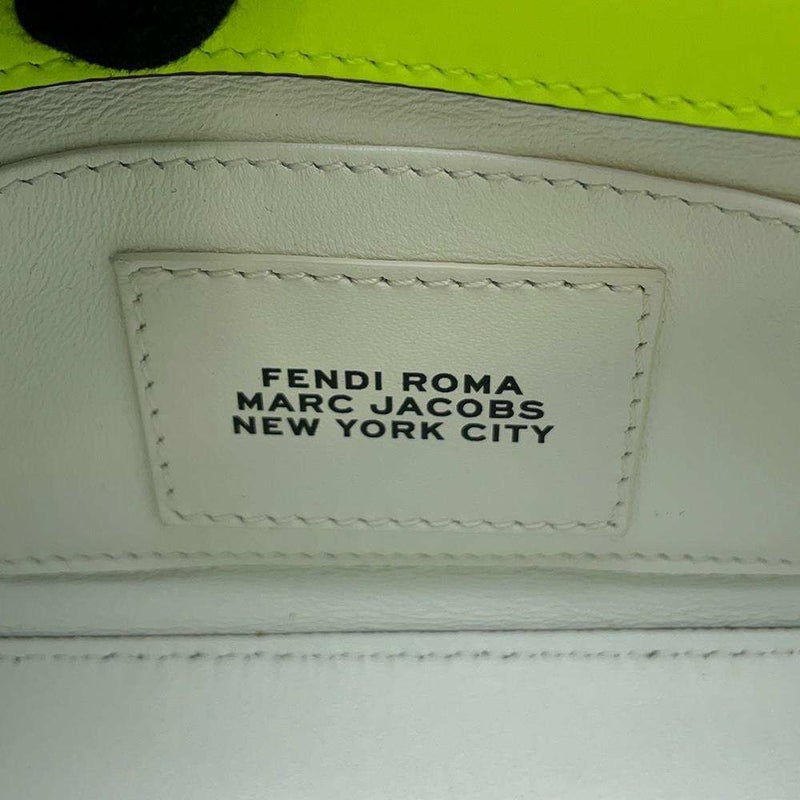 FENDI ROMA
MARC JACOBS
NEW YORK CITY